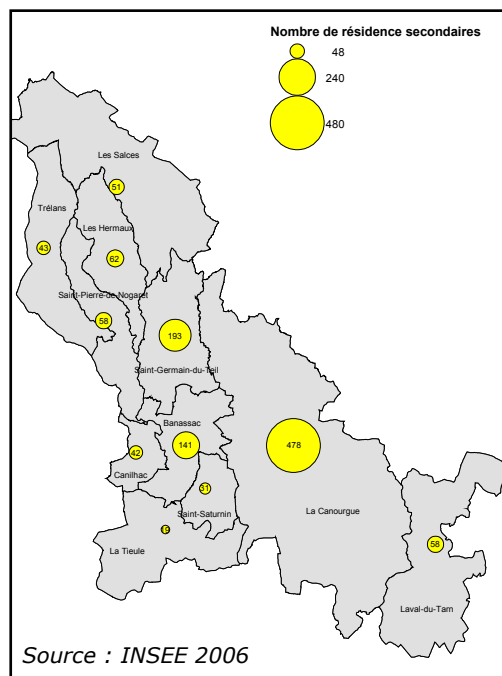 Nombre de résidence secondaires
48
240
480
Les Salces
51
Trélans
43
Les Hermaux
62
Saint-Pierre-de-Nogaret
58
193
Saint-Germain-du-Teil
Banassac
141
42
Canilhac
478
31
Saint-Saturnin
La Canourgue
19
La Tieule
58
Laval-du-Tarn
Source : INSEE 2006